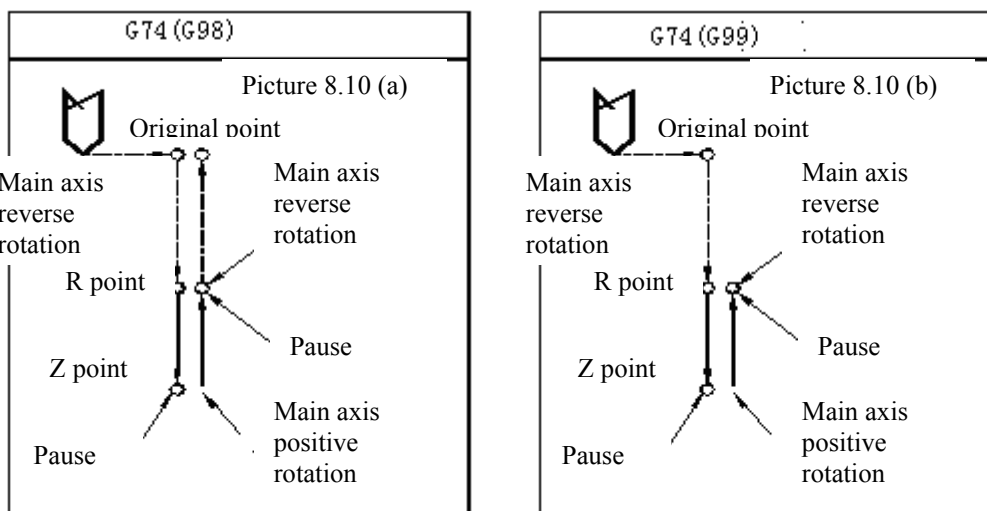 G74(G98)
Picture 8.10 (a)
Original point
Main axis
reverse
rotation
Main axis
reverse
rotation
R point
Pause
Z point
Main axis
positive
rotation
Pause
G74(G99)
Picture 8.10 (b)
Original point
Main axis
reverse
rotation
Main axis
reverse
rotation
R point
Pause
Z point
Main axis
positive
rotation
Pause